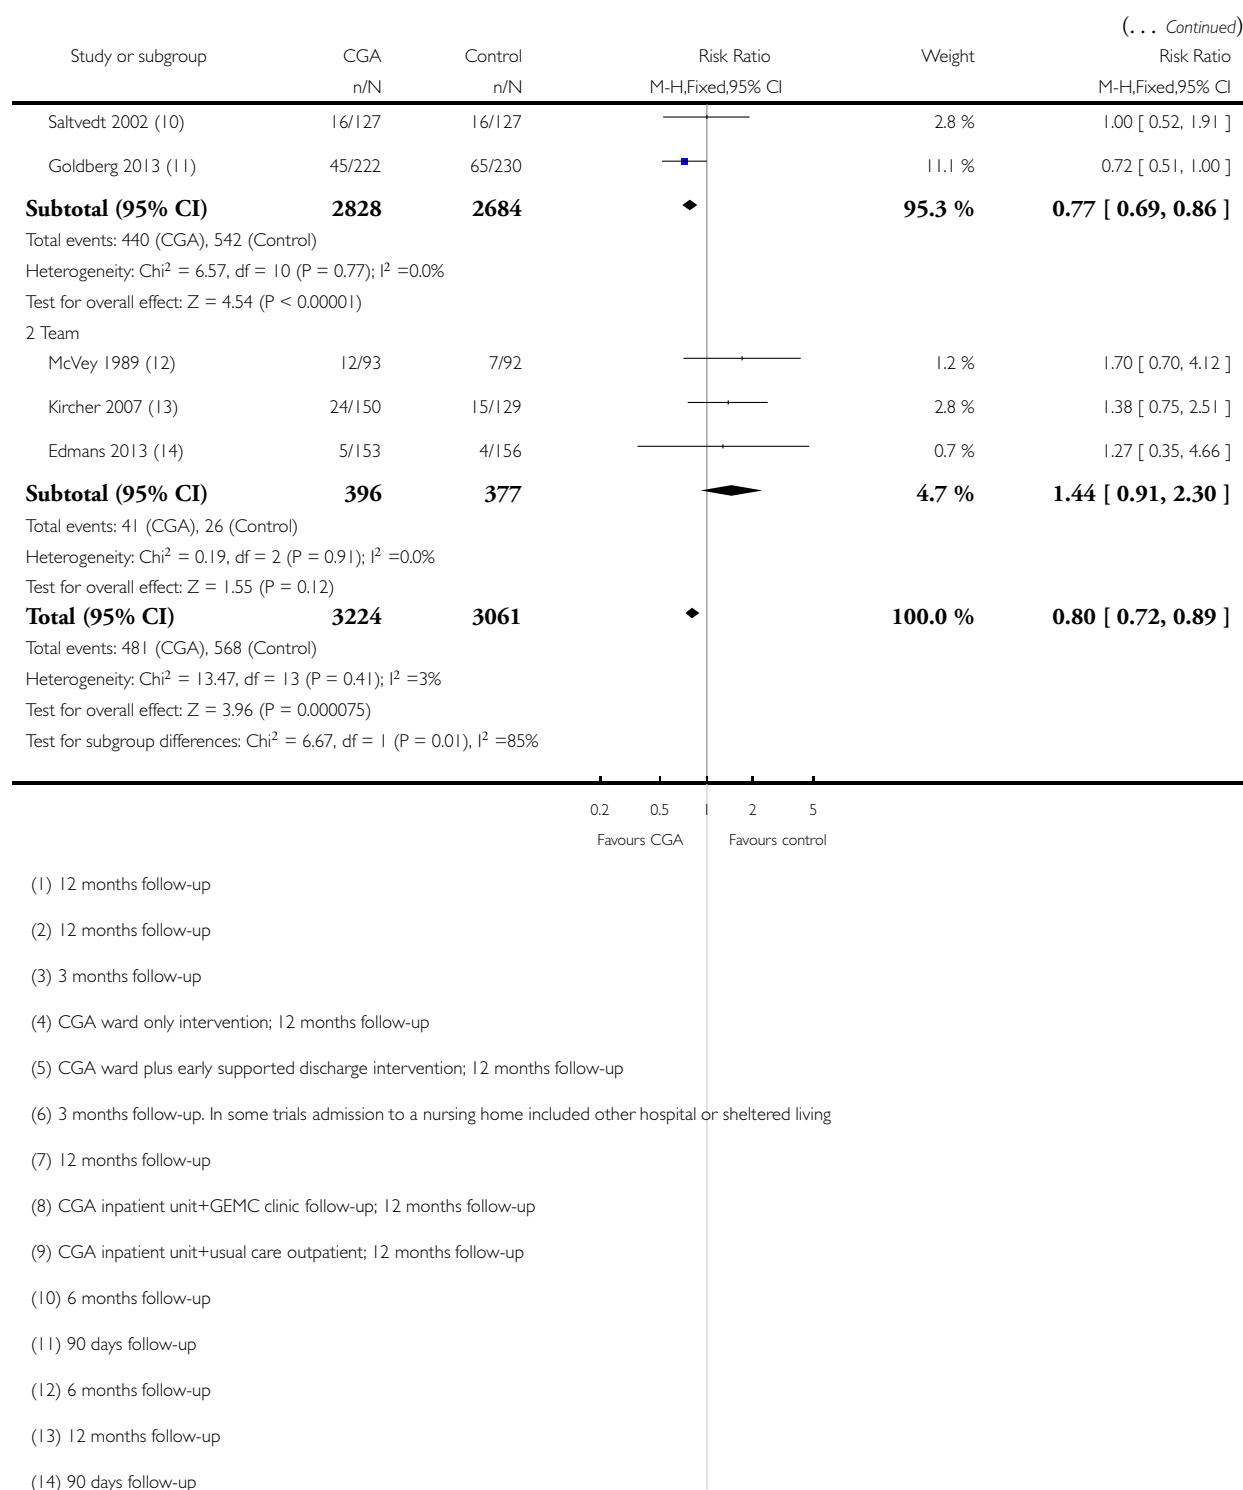 (... Continued)
Study or subgroup CGA Control Risk Ratio Weight Risk Ratio
n/N n/N M-H,Fixed,95% CI M-H,Fixed,95% CI
Saltvedt 2002 (10) 16/127 16/127 2.8 % 1.00 [ 0.52, 1.91 ]
Goldberg 2013 (11) 45/222 65/230 11.1 % 0.72 [ 0.51, 1.00 ]
Subtotal (95% CI) 2828 2684 95.3 % 0.77 [ 0.69, 0.86 ]
Total events: 440 (CGA), 542 (Control)
Heterogeneity: Chi² = 6.57, df = 10 (P = 0.77); I² =0.0%
Test for overall effect: Z = 4.54 (P < 0.00001)
2 Team
McVey 1989 (12) 12/93 7/92 1.2 % 1.70 [ 0.70, 4.12 ]
Kircher 2007 (13) 24/150 15/129 2.8 % 1.38 [ 0.75, 2.51 ]
Edmans 2013 (14) 5/153 4/156 0.7 % 1.27 [ 0.35, 4.66 ]
Subtotal (95% CI) 396 377 4.7 % 1.44 [ 0.91, 2.30 ]
Total events: 41 (CGA), 26 (Control)
Heterogeneity: Chi² = 0.19, df = 2 (P = 0.91); I² =0.0%
Test for overall effect: Z = 1.55 (P = 0.12)
Total (95% CI) 3224 3061 100.0 % 0.80 [ 0.72, 0.89 ]
Total events: 481 (CGA), 568 (Control)
Heterogeneity: Chi² = 13.47, df = 13 (P = 0.41); I² =3%
Test for overall effect: Z = 3.96 (P = 0.000075)
Test for subgroup differences: Chi² = 6.67, df = 1 (P = 0.01), I² =85%
0.2 0.5 1 2 5
Favours CGA Favours control
(1) 12 months follow-up
(2) 12 months follow-up
(3) 3 months follow-up
(4) CGA ward only intervention; 12 months follow-up
(5) CGA ward plus early supported discharge intervention; 12 months follow-up
(6) 3 months follow-up. In some trials admission to a nursing home included other hospital or sheltered living
(7) 12 months follow-up
(8) CGA inpatient unit+GEMC clinic follow-up; 12 months follow-up
(9) CGA inpatient unit+usual care outpatient; 12 months follow-up
(10) 6 months follow-up
(11) 90 days follow-up
(12) 6 months follow-up
(13) 12 months follow-up
(14) 90 days follow-up